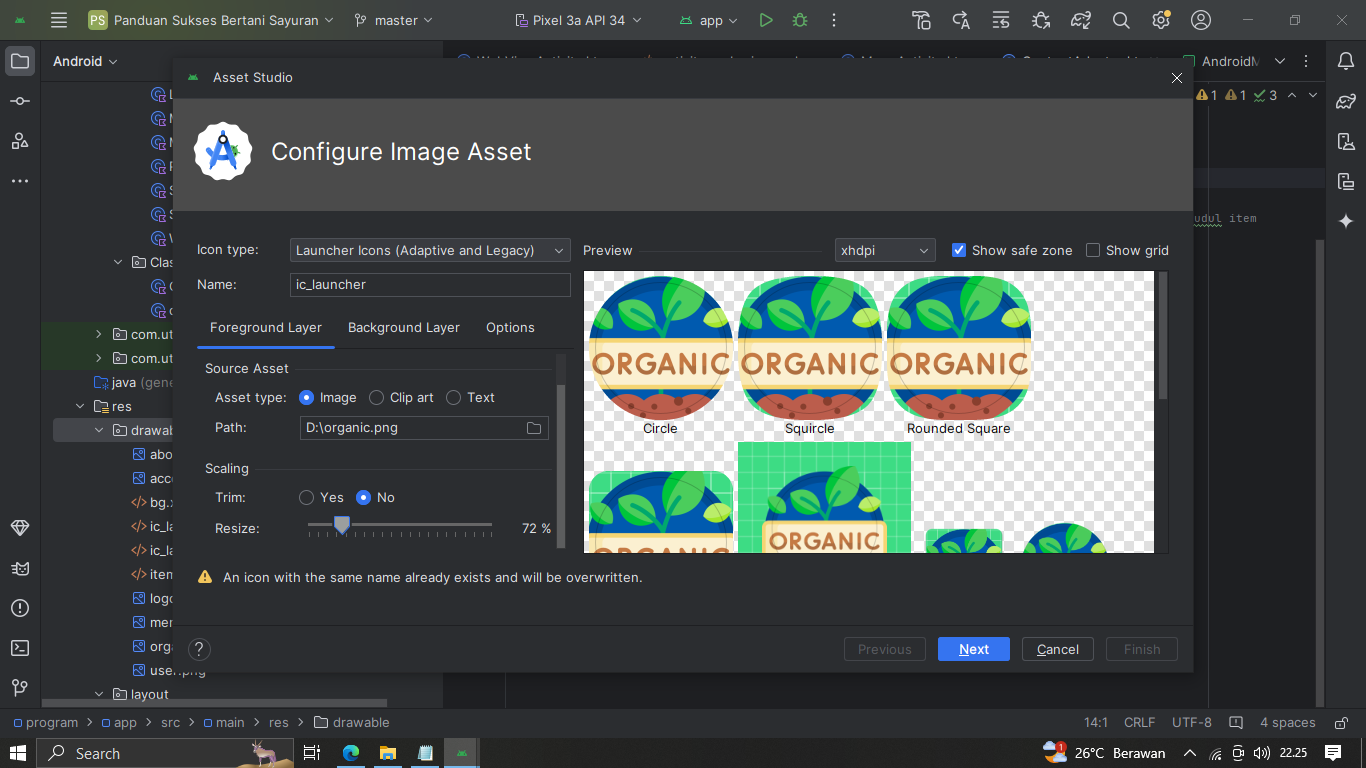 PS Panduan Sukses Bertani Sayuran master Pixel 3a API 34 app
Android
AndroidM
1 1 3
Asset Studio
Configure Image Asset
udul item
Icon type: Launcher Icons (Adaptive and Legacy)
Name: ic_launcher
Foreground Layer Background Layer Options
Source Asset
Asset type: Image Clip art Text
Path: D:\organic.png
Scaling
Trim: Yes No
Resize: 72 %
Preview xhdpi Show safe zone Show grid
ORGANIC ORGANIC ORGANIC
Circle Squircle Rounded Square
ORGANIC ORGANIC
An icon with the same name already exists and will be overwritten.
? Previous Next Cancel Finish
Clas
com.ut
com.ut
java (gene
res
drawab
abo
acco
bg.x
ic_la
ic_la
item
logo
mer
orga
user.png
layout
program > app > src > main > res > drawable
14:1 CRLF UTF-8 4 spaces
Search
1 26°C Berawan 22.25